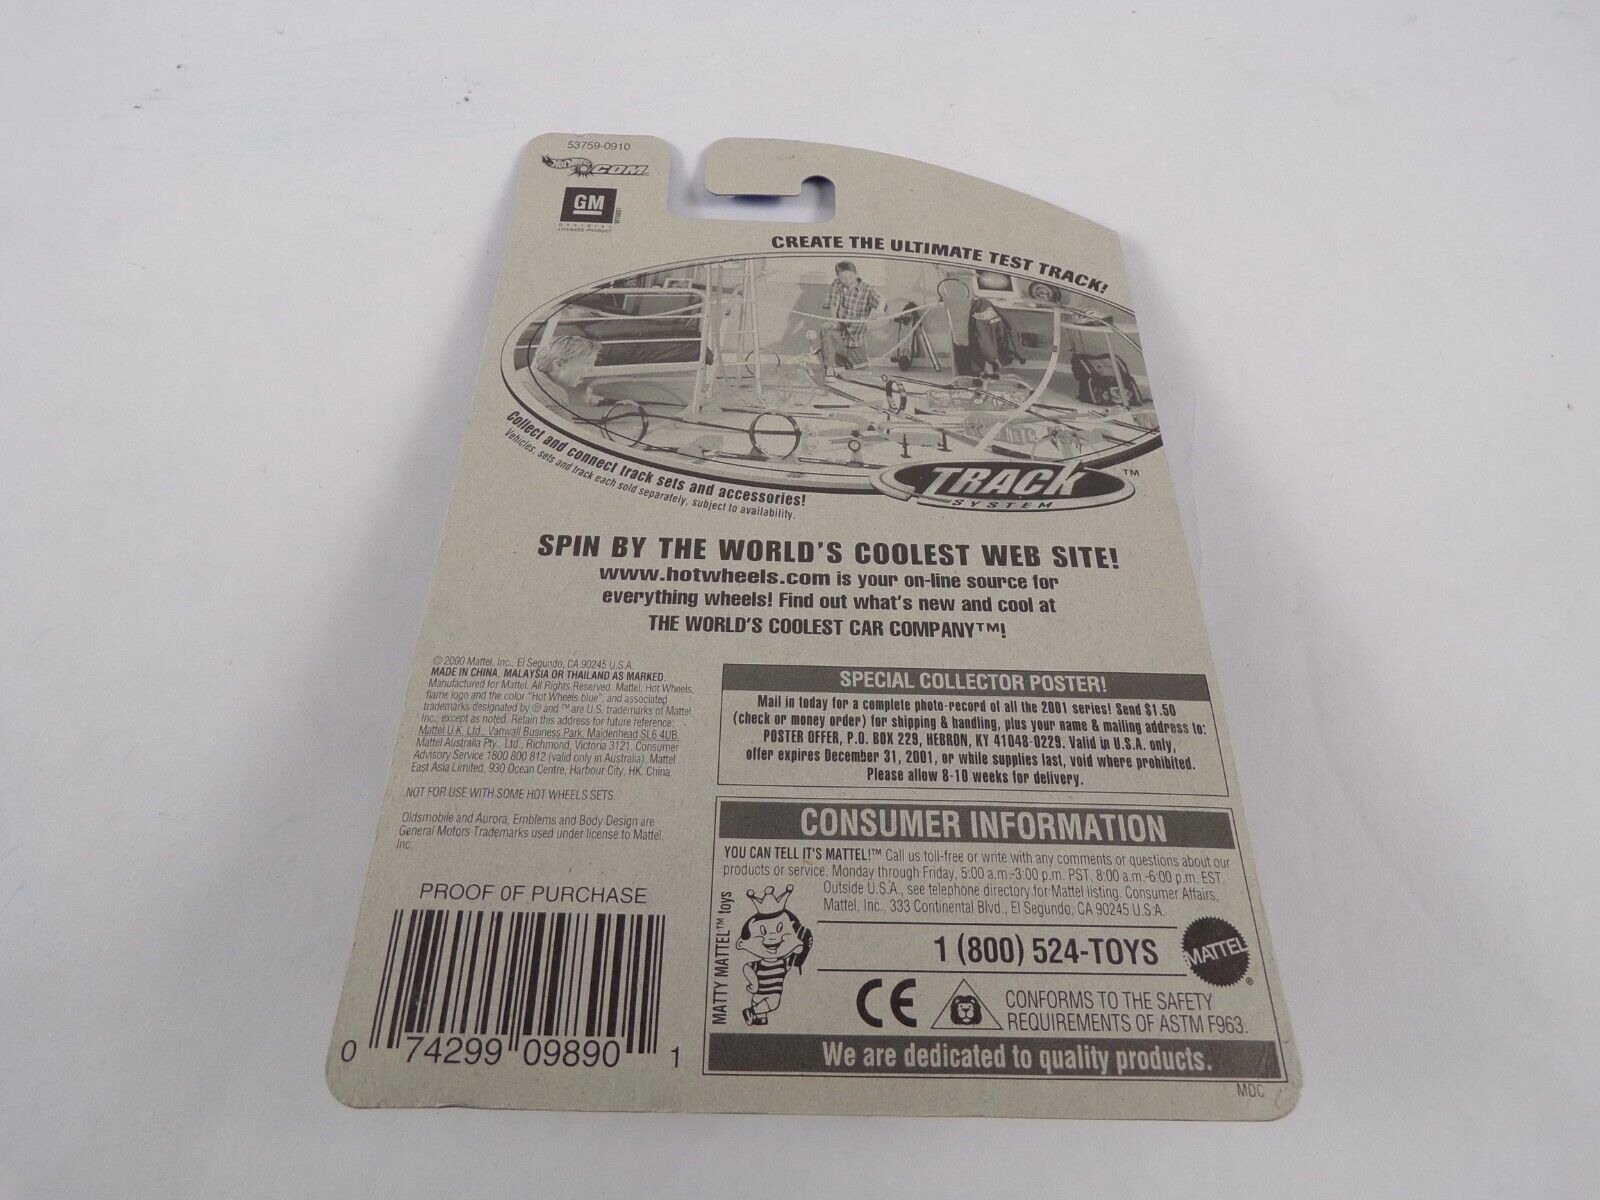 53759-0910
HOT WHEELS .COM
GM
OFFICIAL
LICENSED PRODUCT
CREATE THE ULTIMATE TEST TRACK!
Collect and connect track sets and accessories!
Vehicles, sets and track each sold separately, subject to availability.
TRACK™
SYSTEM
SPIN BY THE WORLD'S COOLEST WEB SITE!
www.hotwheels.com is your on-line source for
everything wheels! Find out what's new and cool at
THE WORLD'S COOLEST CAR COMPANY™!
© 2000 Mattel, Inc., El Segundo, CA 90245 U.S.A.
MADE IN CHINA, MALAYSIA OR THAILAND AS MARKED.
Manufactured for Mattel. All Rights Reserved. Mattel, Hot Wheels,
flame logo and the color "Hot Wheels blue", and associated
trademarks designated by ® and ™ are U.S. trademarks of Mattel,
Inc., except as noted. Retain this address for future reference:
Mattel U.K. Ltd., Vanwall Business Park, Maidenhead SL6 4UB.
Mattel Australia Pty., Ltd., Richmond, Victoria 3121. Consumer
Advisory Service 1800 800 812 (valid only in Australia). Mattel
East Asia Limited, 930 Ocean Centre, Harbour City, HK, China.
NOT FOR USE WITH SOME HOT WHEELS SETS.
Oldsmobile and Aurora, Emblems and Body Design are
General Motors Trademarks used under license to Mattel,
Inc.
PROOF OF PURCHASE
0 74299 09890 1
SPECIAL COLLECTOR POSTER!
Mail in today for a complete photo-record of all the 2001 series! Send $1.50
(check or money order) for shipping & handling, plus your name & mailing address to:
POSTER OFFER, P.O. BOX 229, HEBRON, KY 41048-0229. Valid in U.S.A. only,
offer expires December 31, 2001, or while supplies last, void where prohibited.
Please allow 8-10 weeks for delivery.
CONSUMER INFORMATION
YOU CAN TELL IT'S MATTEL!™ Call us toll-free or write with any comments or questions about our
products or service. Monday through Friday, 5:00 a.m.-3:00 p.m. PST, 8:00 a.m.-6:00 p.m. EST.
Outside U.S.A., see telephone directory for Mattel listing. Consumer Affairs,
Mattel, Inc., 333 Continental Blvd., El Segundo, CA 90245 U.S.A.
MATTY MATTEL™ toys
1 (800) 524-TOYS
MATTEL®
CE
CONFORMS TO THE SAFETY
REQUIREMENTS OF ASTM F963.
We are dedicated to quality products.
MDC